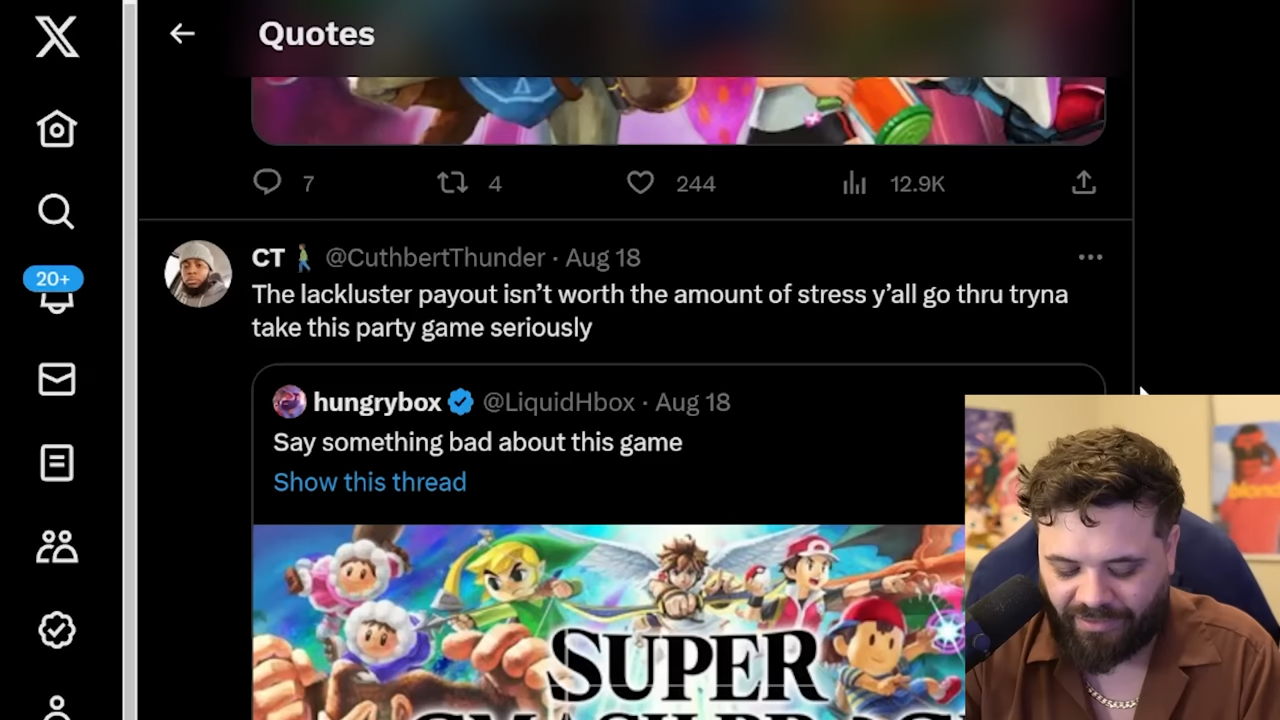 Quotes
7
4
244
12.9K
20+
CT @CuthbertThunder · Aug 18
The lackluster payout isn’t worth the amount of stress y’all go thru tryna
take this party game seriously
hungrybox @LiquidHbox · Aug 18
Say something bad about this game
Show this thread
SUPER